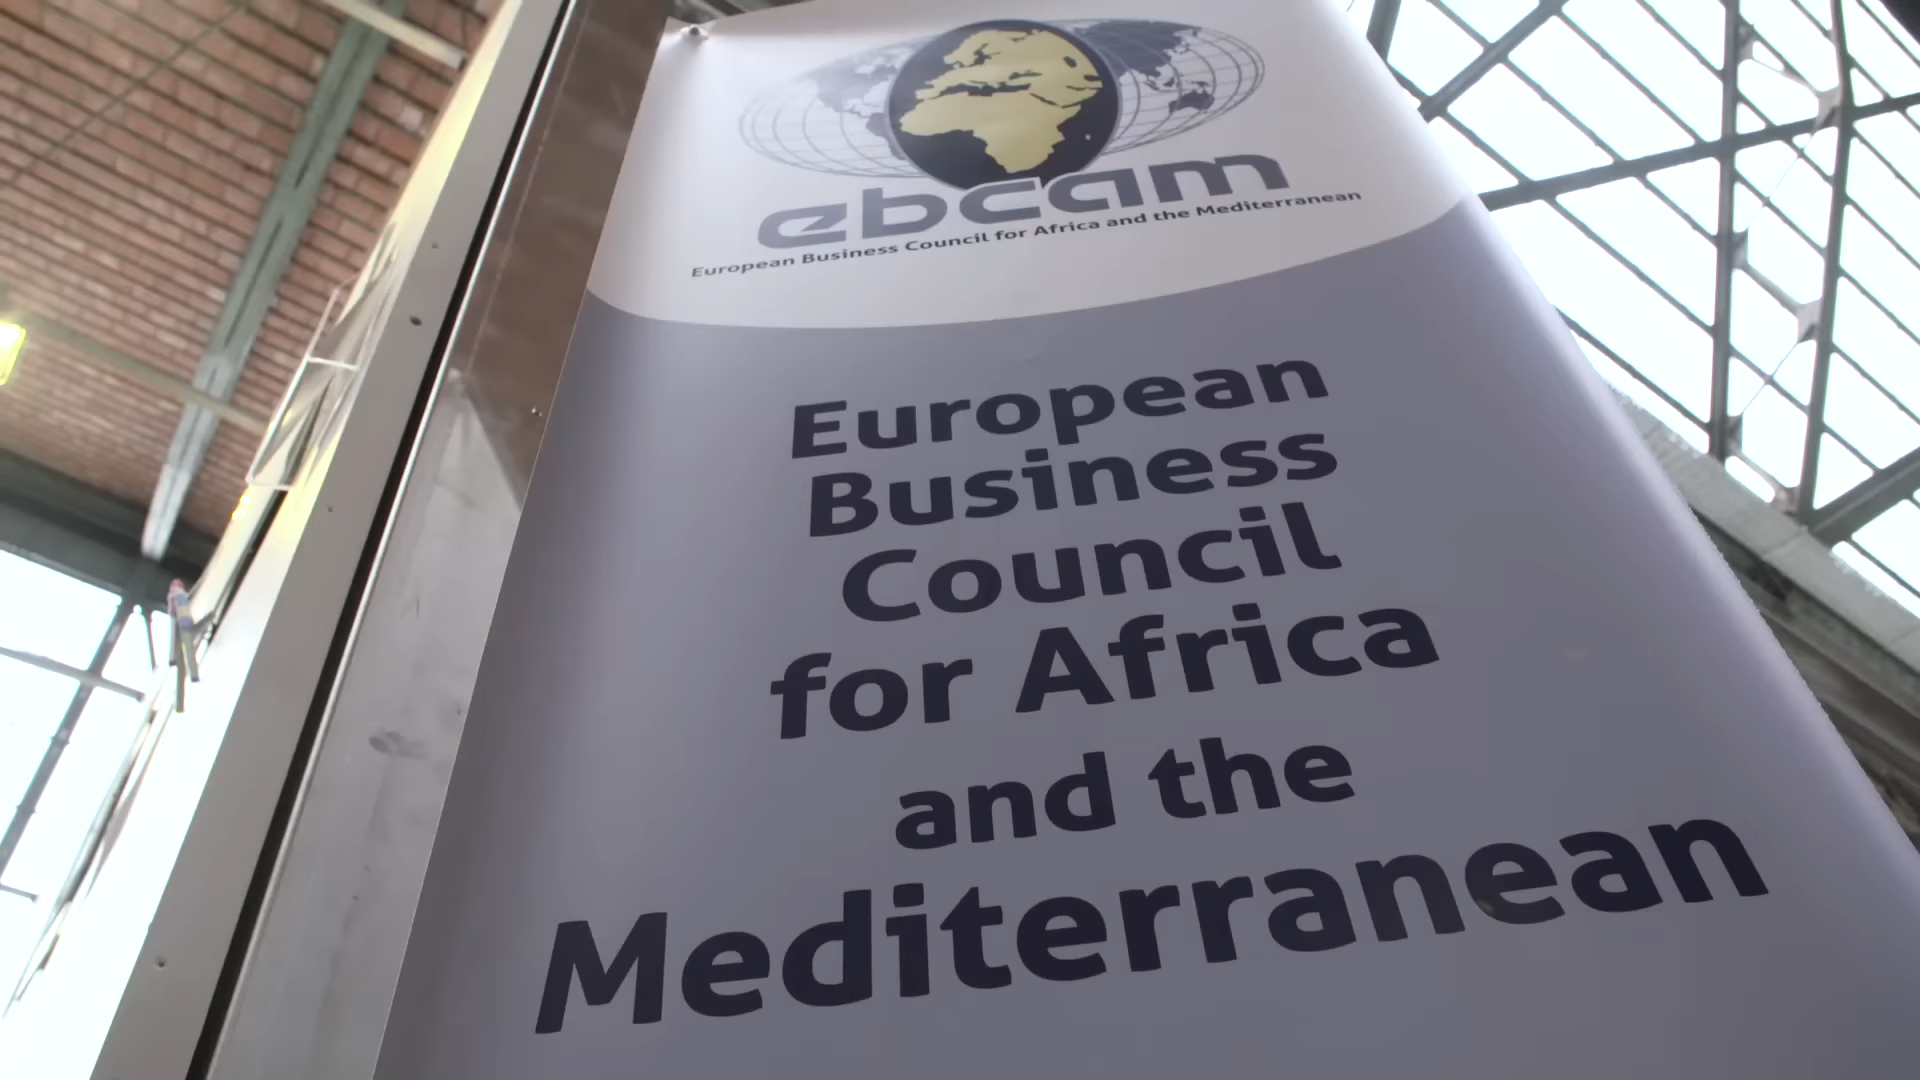 ebcam
European Business Council for Africa and the Mediterranean
European
Business
Council
for Africa
and the
Mediterranean